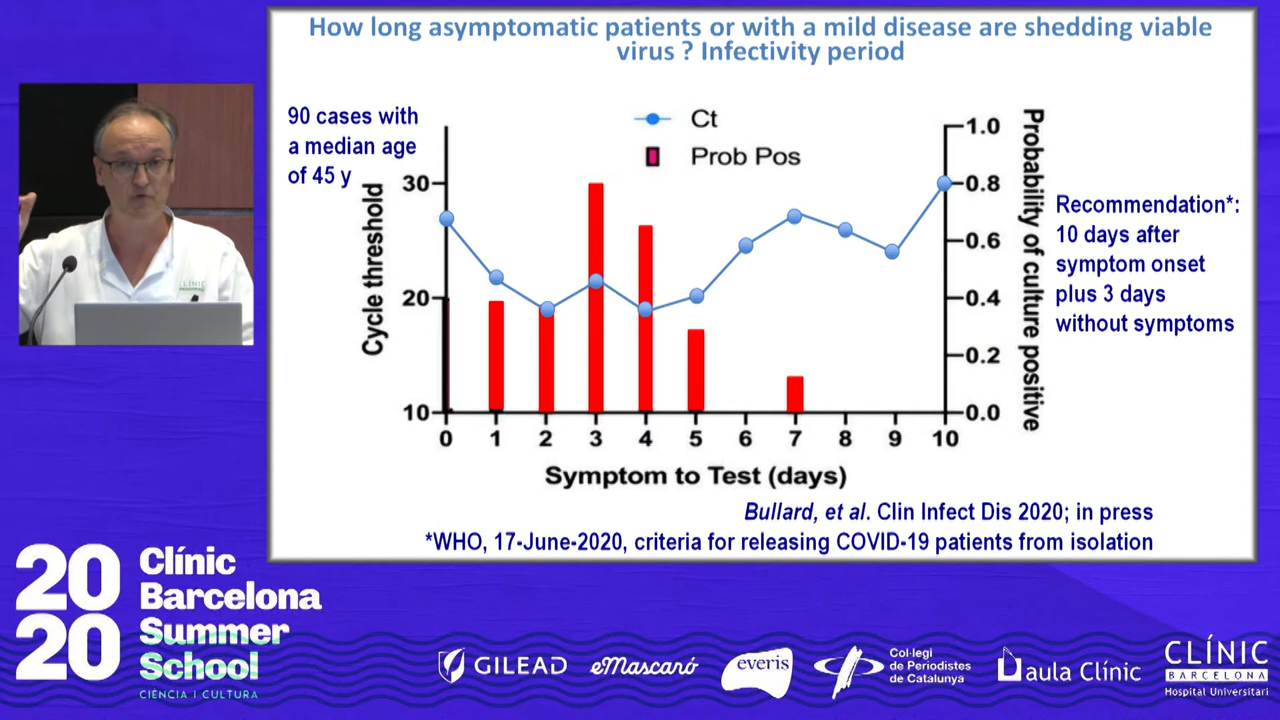 How long asymptomatic patients or with a mild disease are shedding viable
virus ? Infectivity period
90 cases with
a median age
of 45 y
Ct
Prob Pos
Cycle threshold
30
20
10
1.0
0.8
0.6
0.4
0.2
0.0
Probability of culture positive
0 1 2 3 4 5 6 7 8 9 10
Symptom to Test (days)
Recommendation*:
10 days after
symptom onset
plus 3 days
without symptoms
Bullard, et al. Clin Infect Dis 2020; in press
*WHO, 17-June-2020, criteria for releasing COVID-19 patients from isolation
CLÍNIC
20
20
Clínic
Barcelona
Summer
School
CIÈNCIA I CULTURA
GILEAD
eMascaró
everis
Col·legi
de Periodistes
de Catalunya
aula Clínic
CLÍNIC
BARCELONA
Hospital Universitari